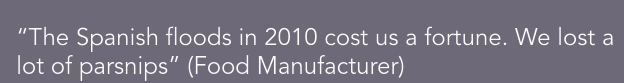 “The Spanish floods in 2010 cost us a fortune. We lost a
lot of parsnips” (Food Manufacturer)